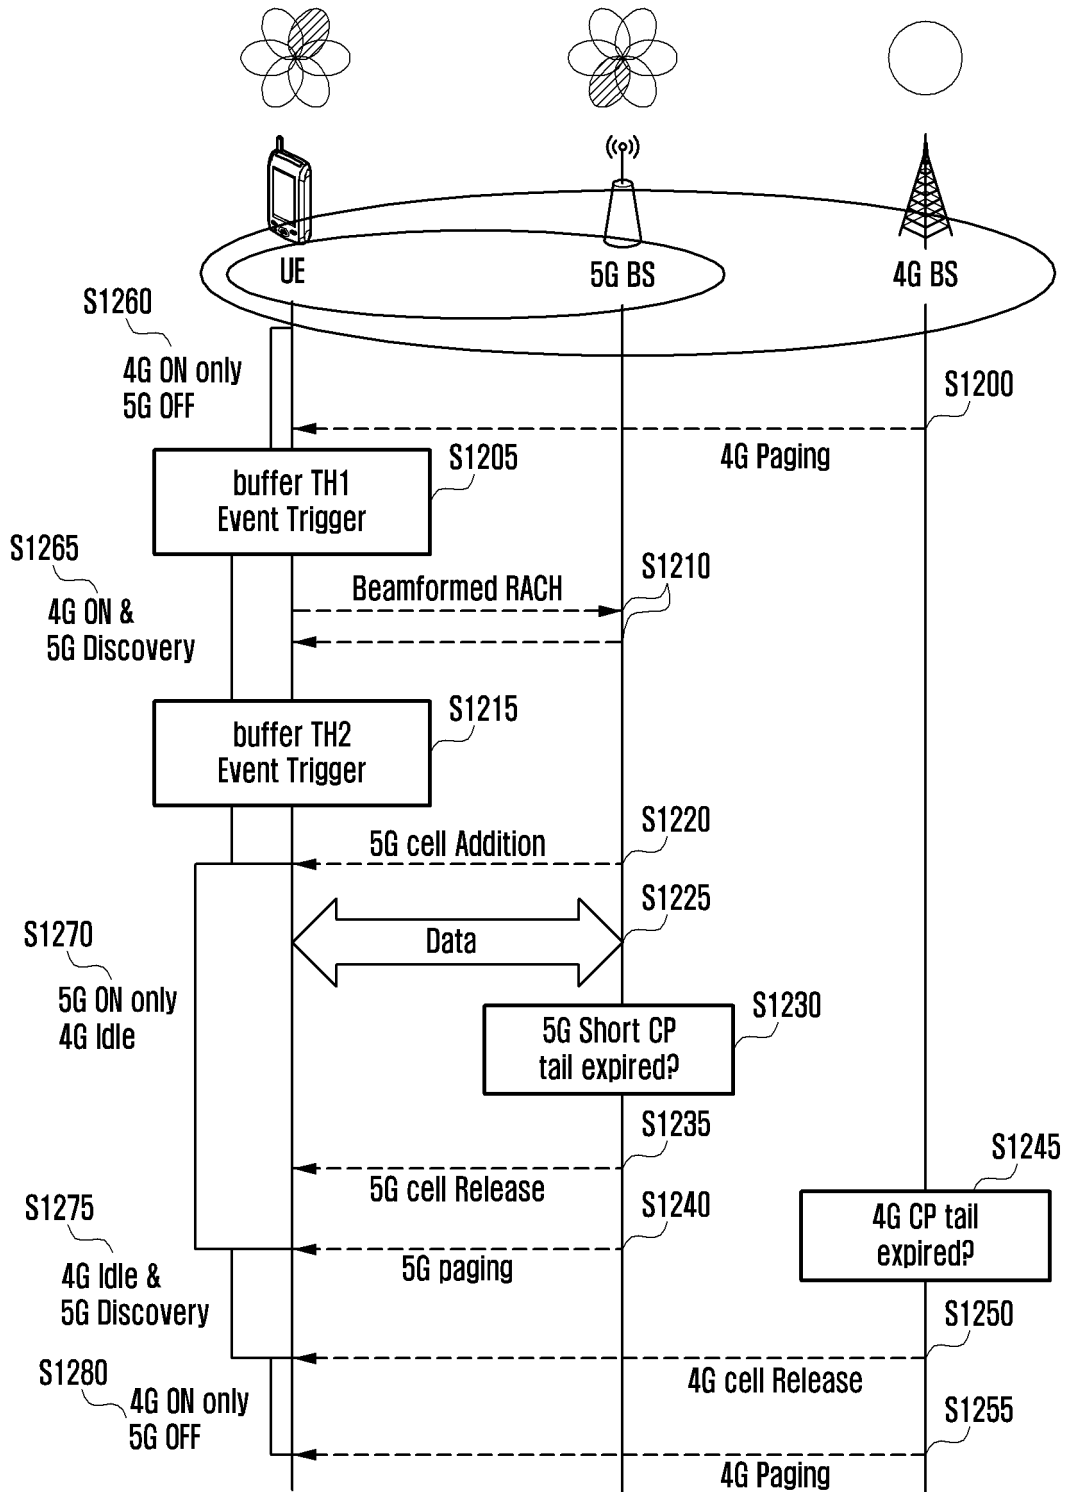 UE
5G BS
4G BS
S1260
4G ON only
5G OFF
S1200
4G Paging
S1205
buffer TH1
Event Trigger
S1265
4G ON &
5G Discovery
Beamformed RACH
S1210
S1215
buffer TH2
Event Trigger
S1220
5G cell Addition
S1225
Data
S1270
5G ON only
4G Idle
S1230
5G Short CP
tail expired?
S1235
5G cell Release
S1245
4G CP tail
expired?
S1240
5G paging
S1275
4G Idle &
5G Discovery
S1250
4G cell Release
S1280
4G ON only
5G OFF
S1255
4G Paging